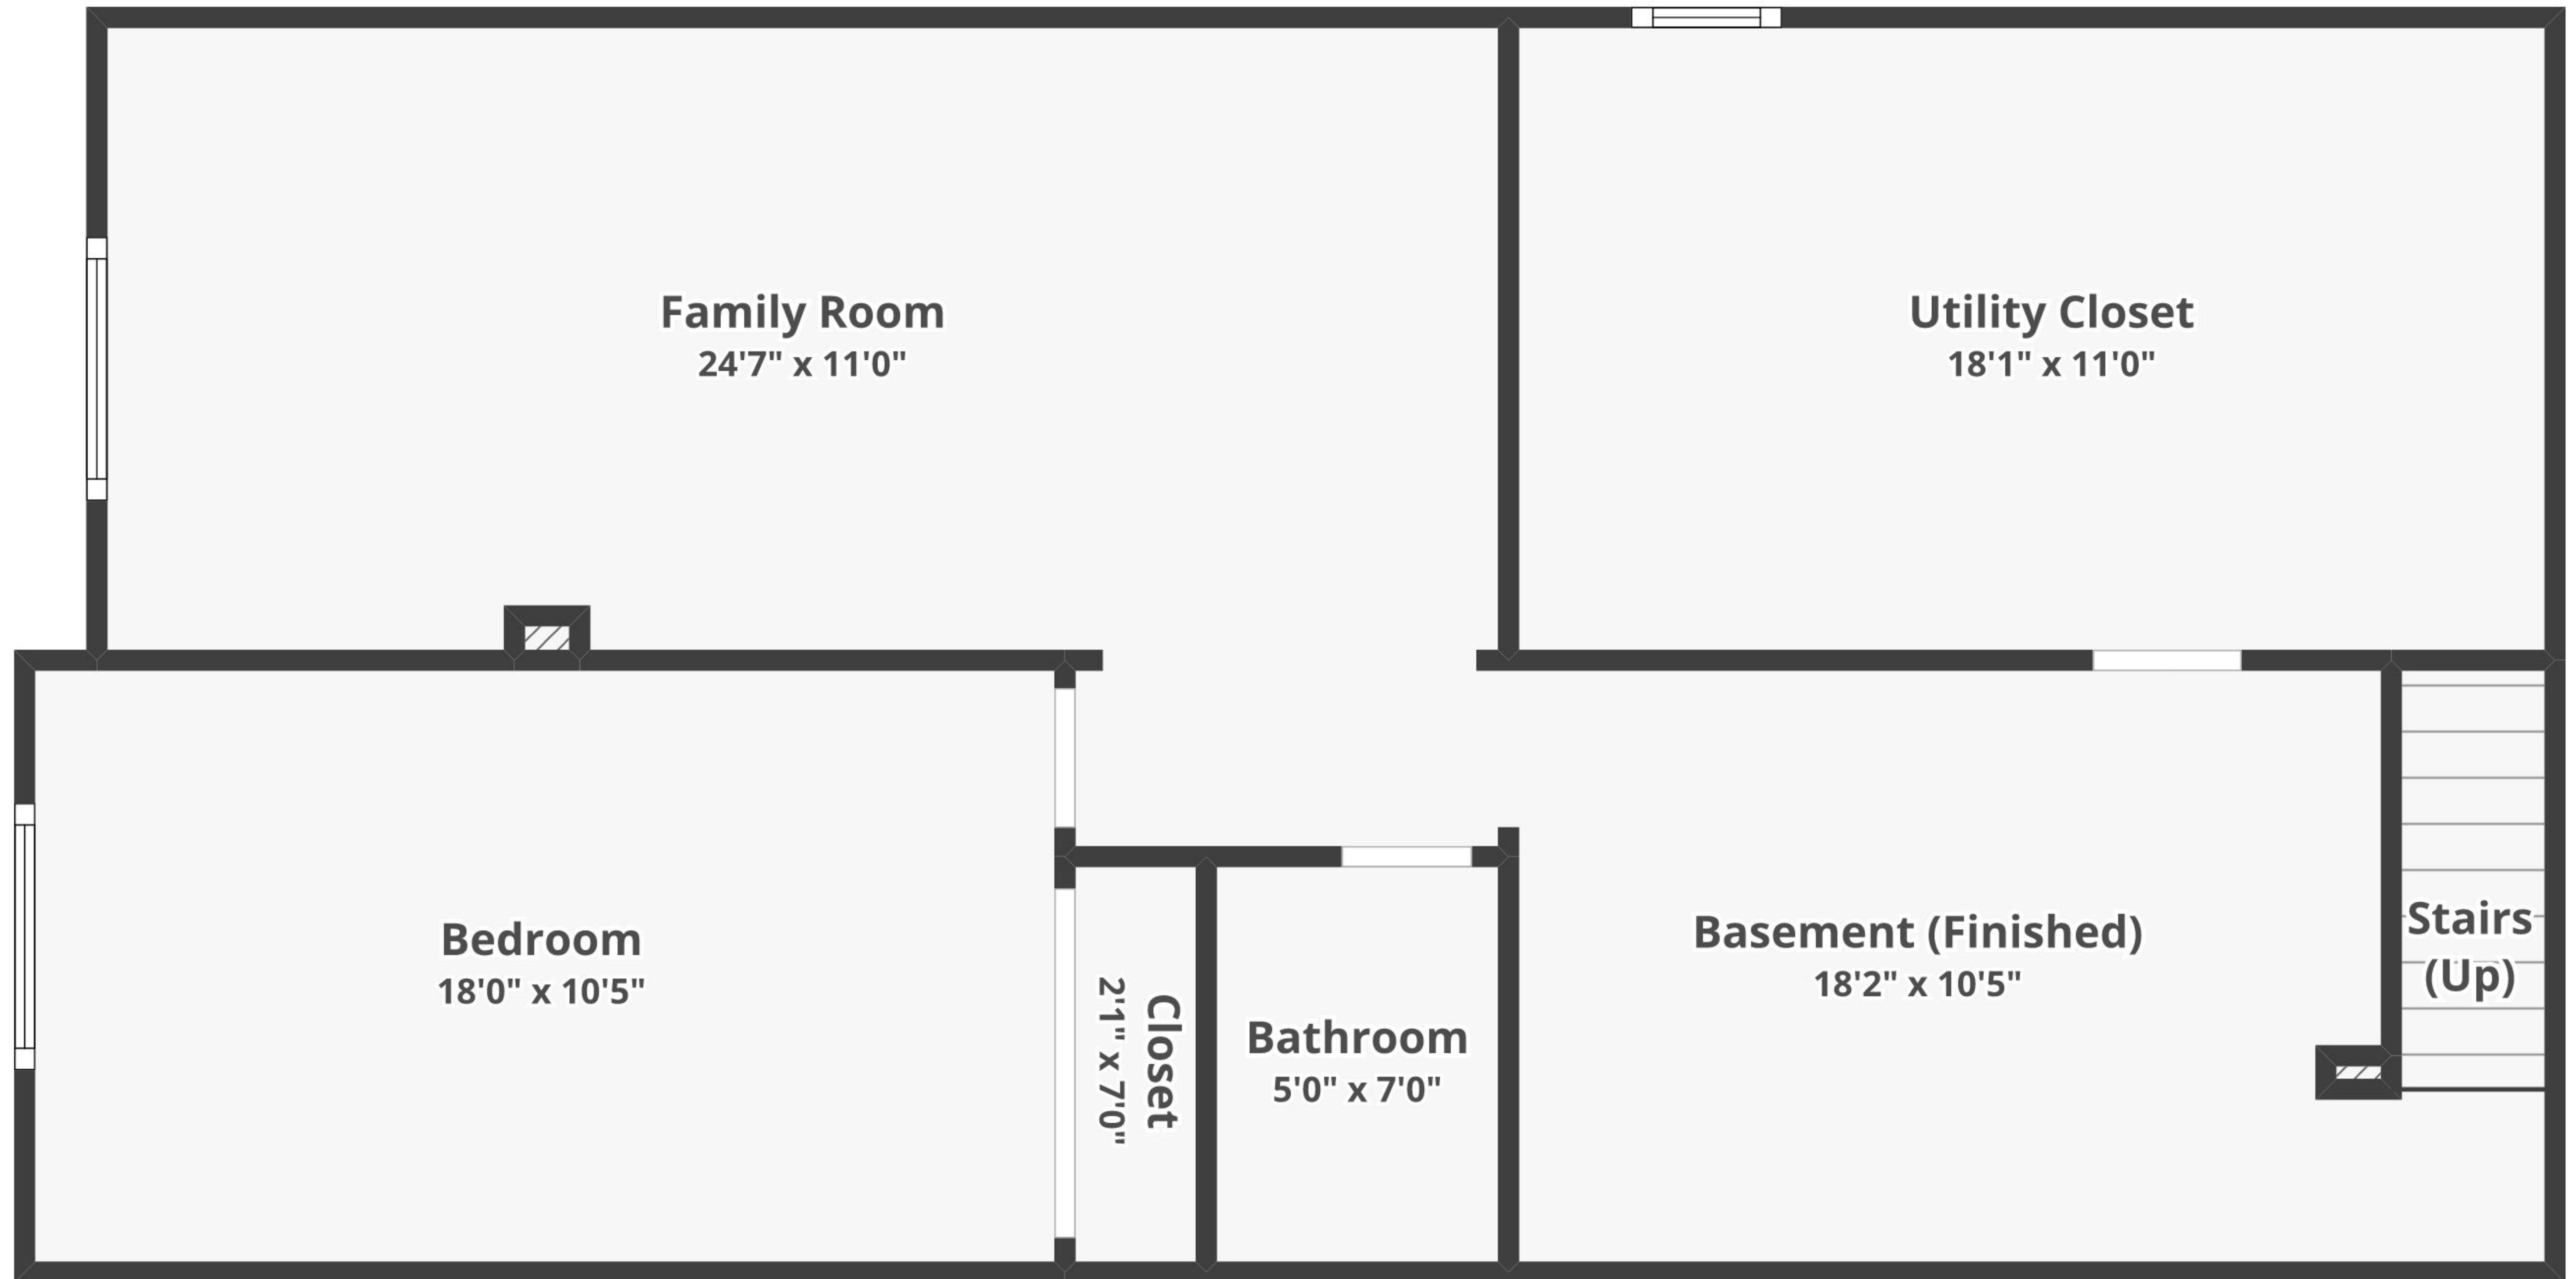 Family Room
24'7" x 11'0"
Utility Closet
18'1" x 11'0"
Bedroom
18'0" x 10'5"
Closet
2'1" x 7'0"
Bathroom
5'0" x 7'0"
Basement (Finished)
18'2" x 10'5"
Stairs
(Up)